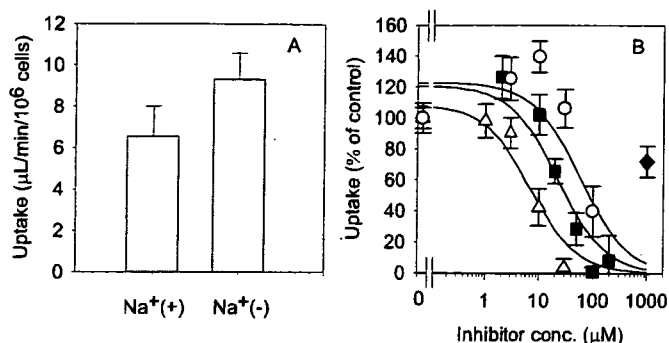 A
Uptake (µL/min/10⁶ cells)
12
10
8
6
4
2
0
Na⁺(+) Na⁺(-)
B
Uptake (% of control)
160
140
120
100
80
60
40
20
0
0 1 10 100 1000
Inhibitor conc. (µM)